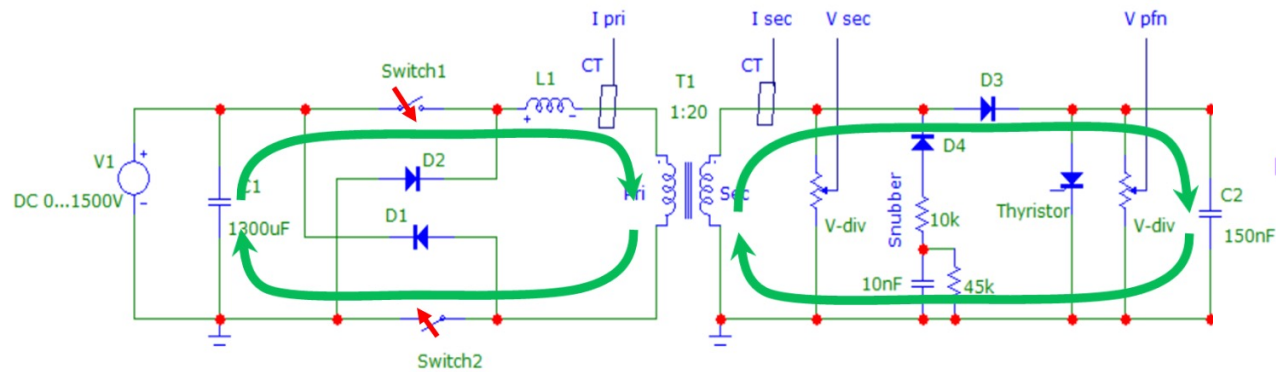 I pri
I sec
V sec
V pfn
Switch1
L1
CT
T1
CT
D3
1:20
+ -
V1
+
-
DC 0...1500V
C1
1300uF
D2
D1
Pri
Sec
D4
Snubber
10k
V-div
Thyristor
V-div
C2
150nF
10nF
45k
Switch2